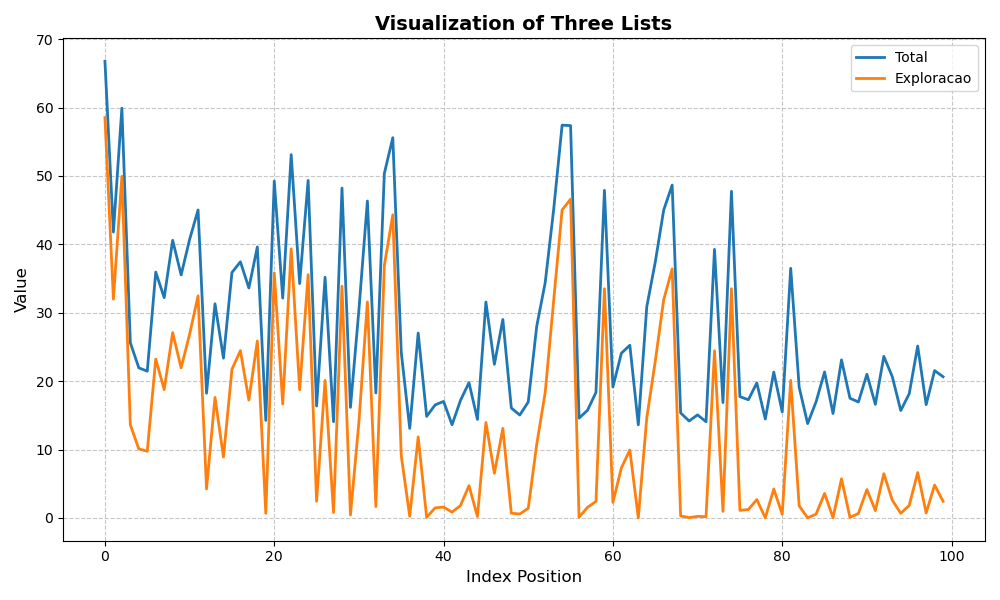 Visualization of Three Lists
Total
Exploracao
Value
70
60
50
40
30
20
10
0
0 20 40 60 80 100
Index Position